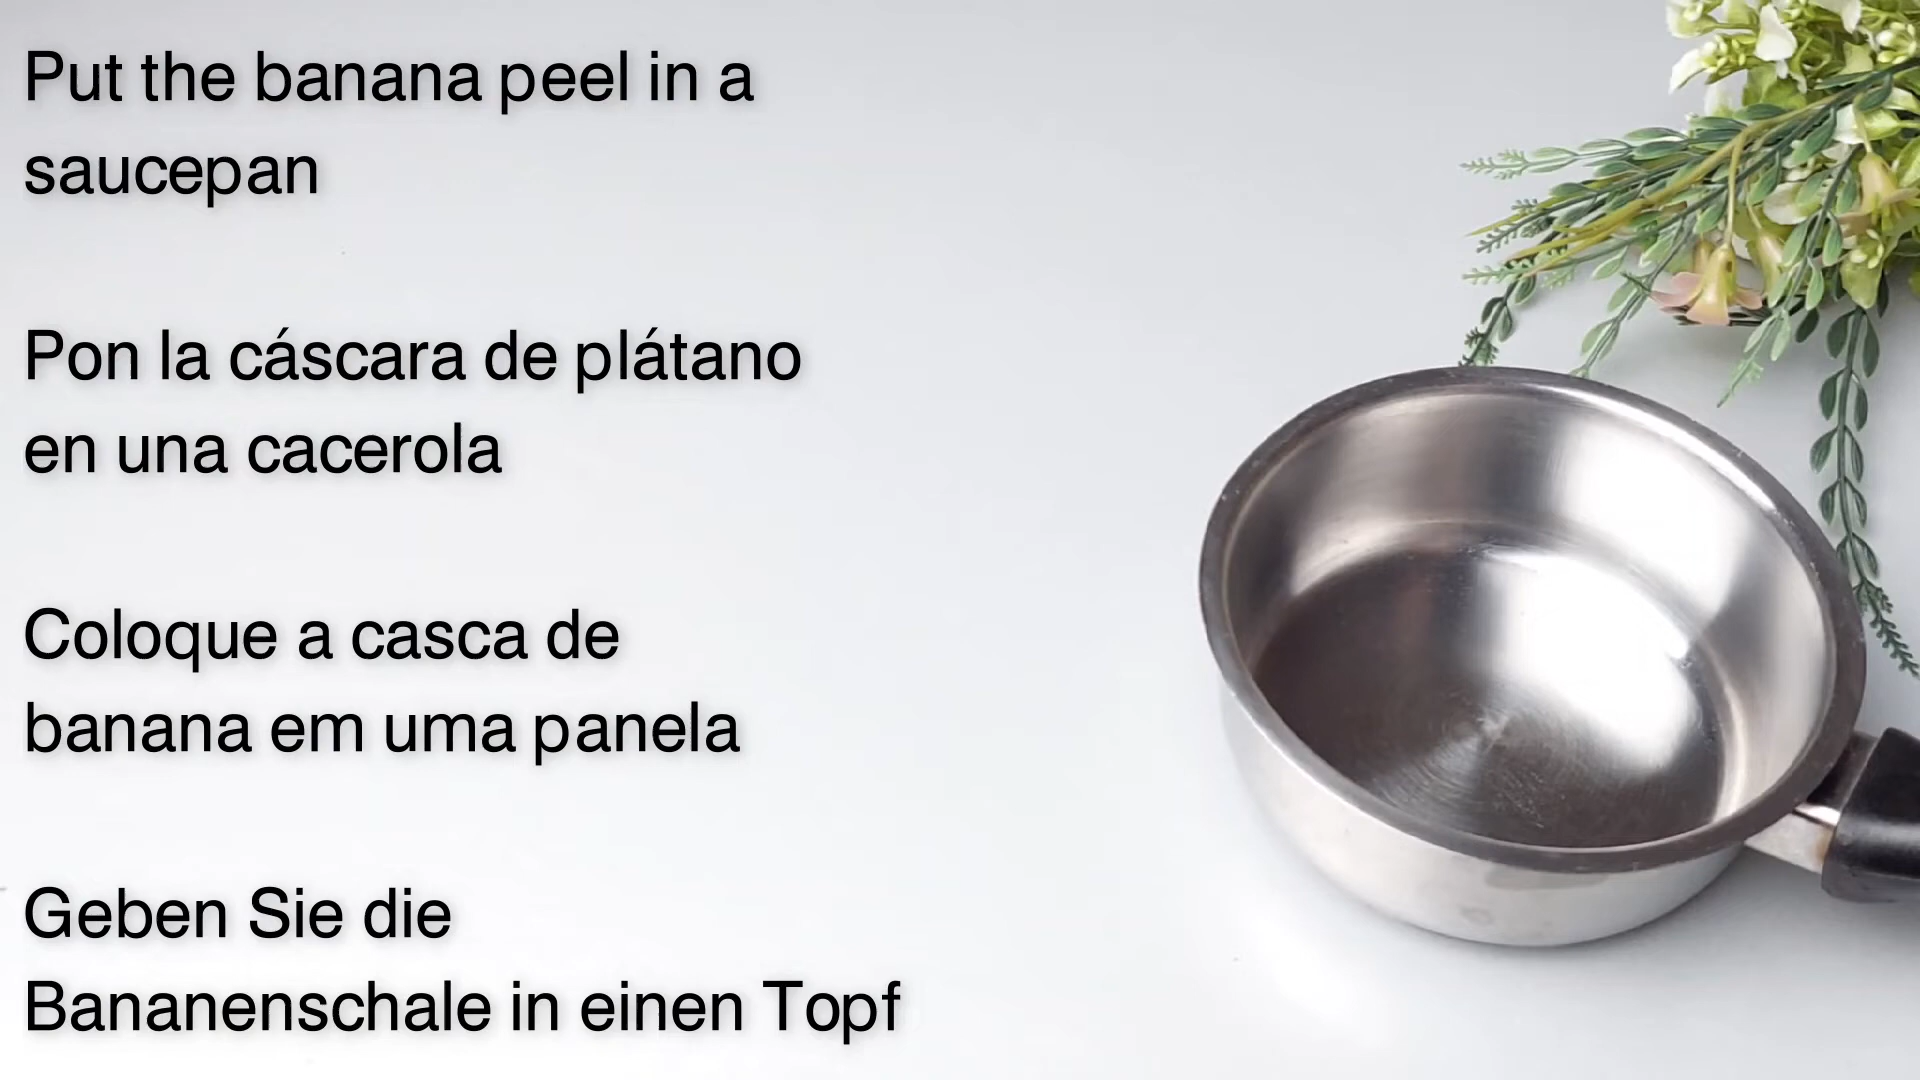 Put the banana peel in a
saucepan
Pon la cáscara de plátano
en una cacerola
Coloque a casca de
banana em uma panela
Geben Sie die
Bananenschale in einen Topf